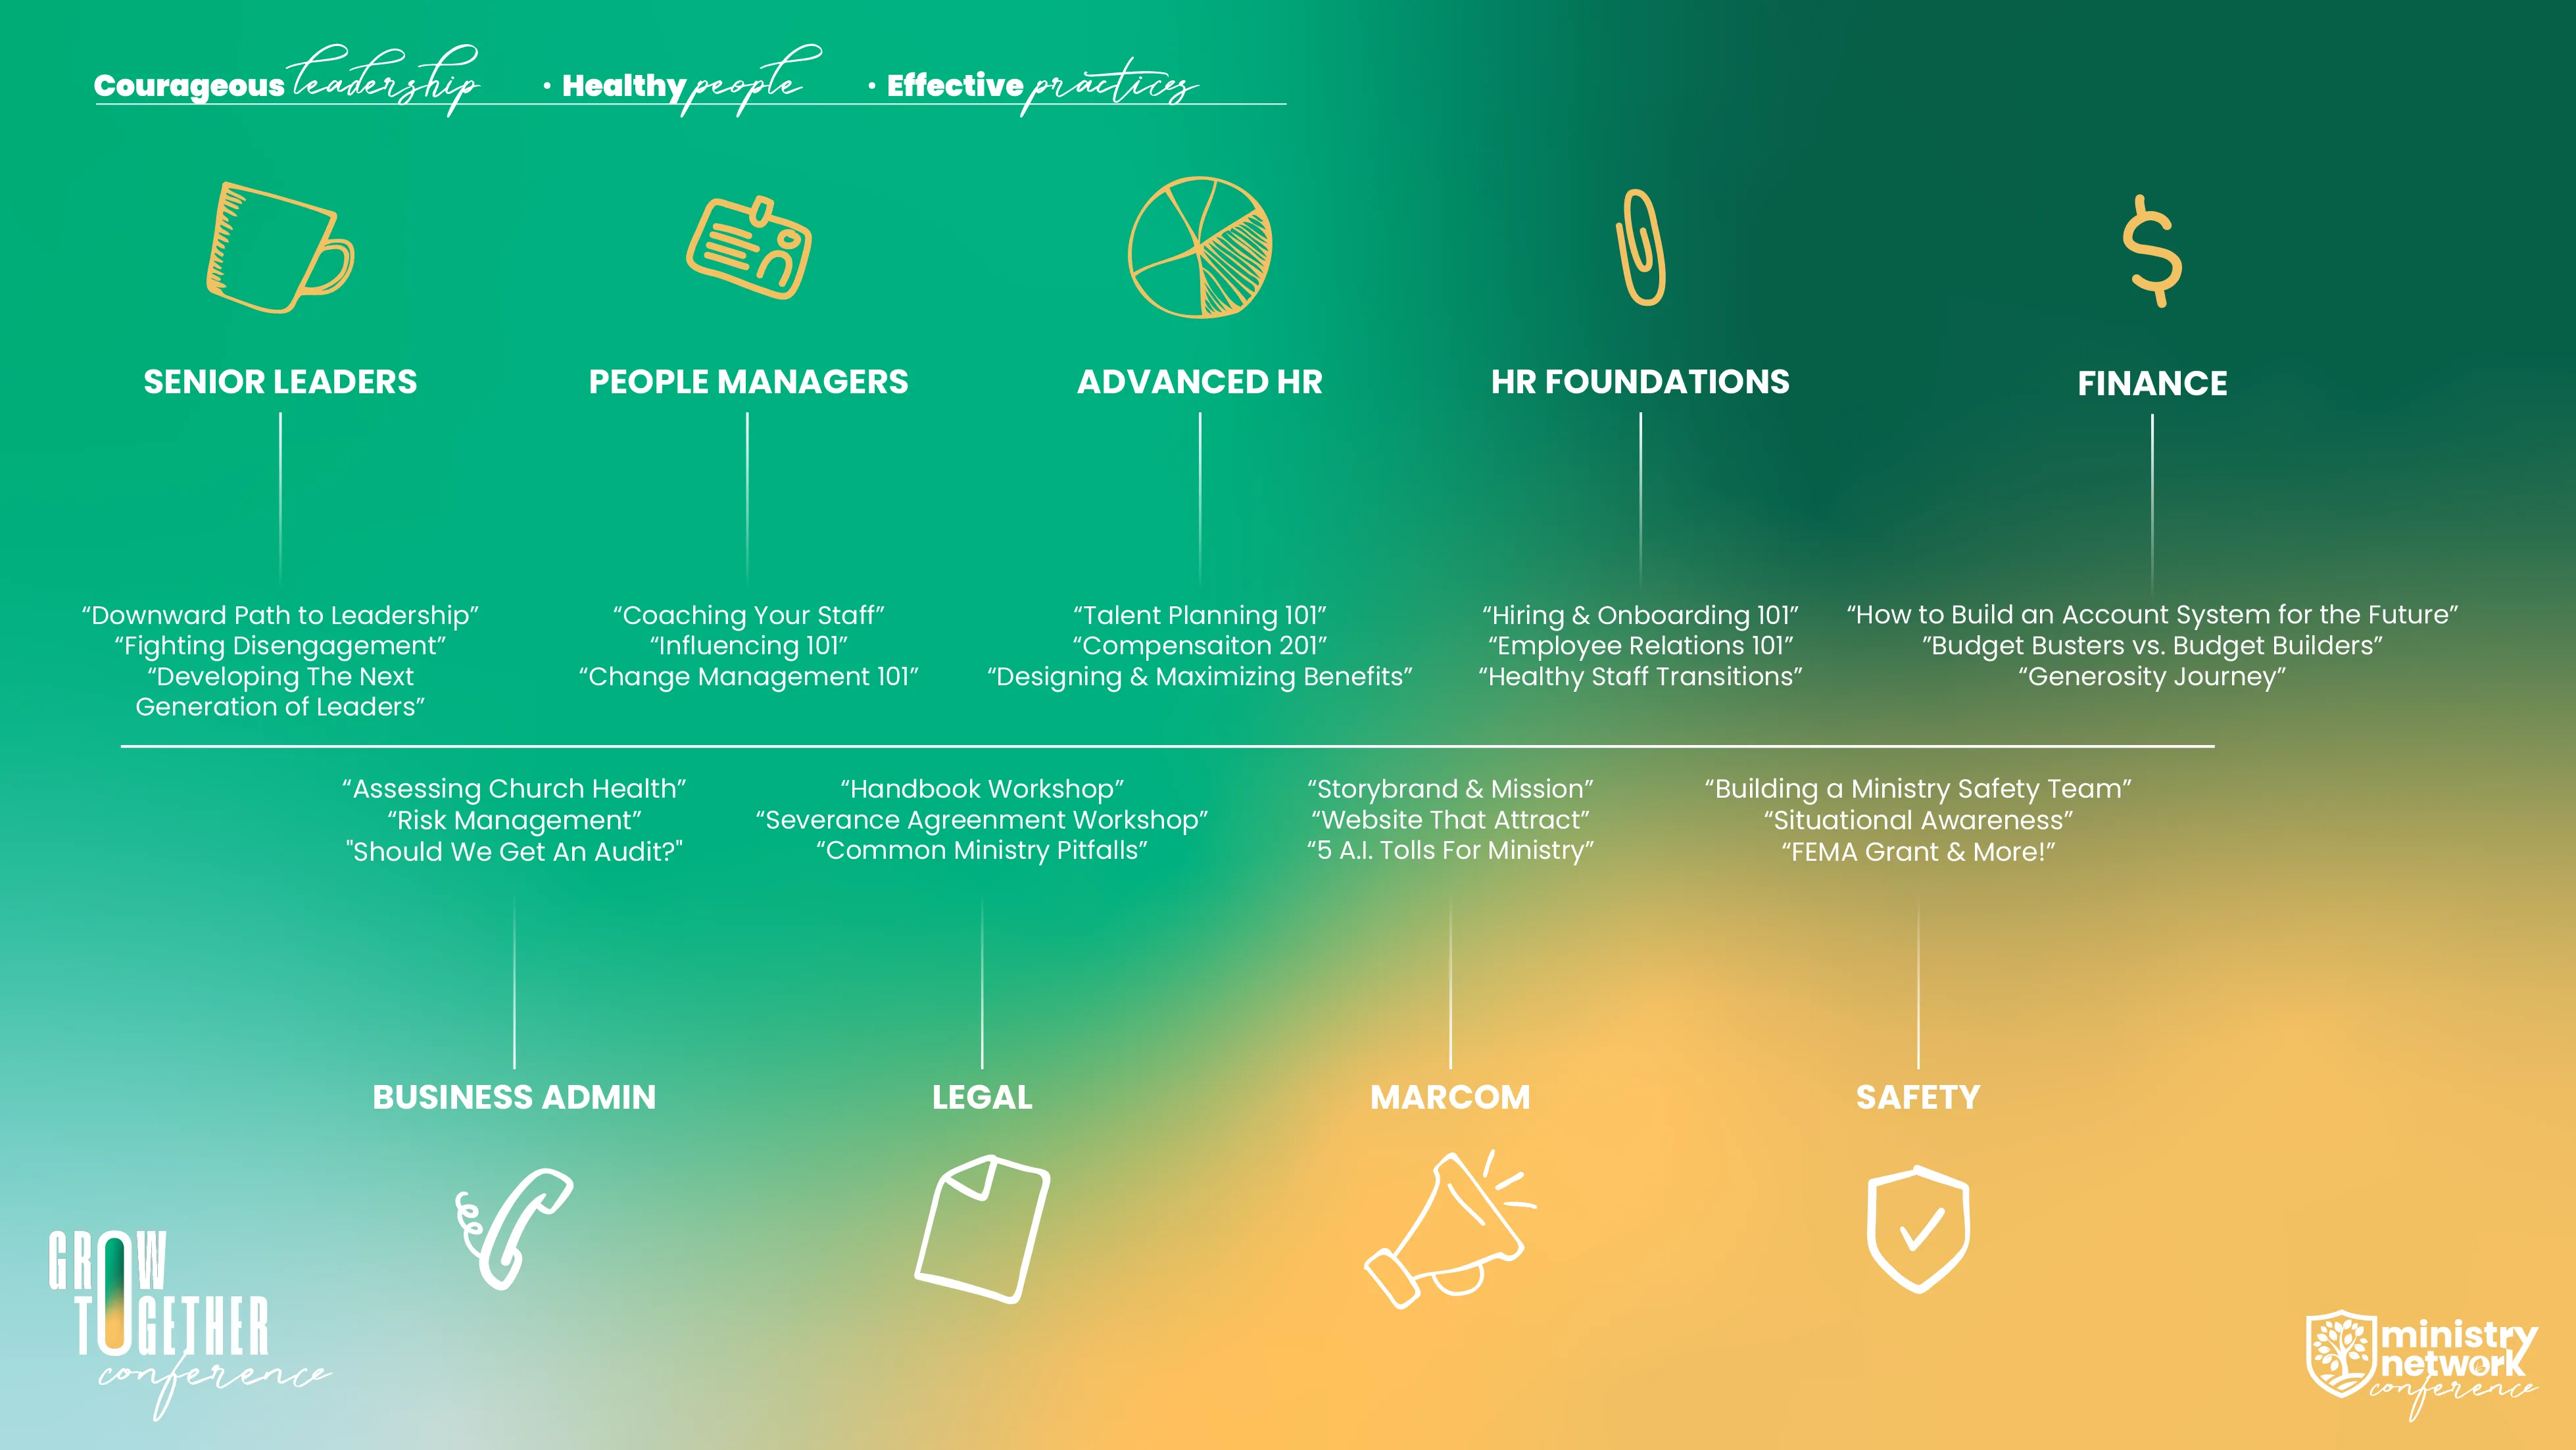 Courageous leadership · Healthy people · Effective practices
SENIOR LEADERS
“Downward Path to Leadership”
“Fighting Disengagement”
“Developing The Next
Generation of Leaders”
PEOPLE MANAGERS
“Coaching Your Staff”
“Influencing 101”
“Change Management 101”
ADVANCED HR
“Talent Planning 101”
“Compensaiton 201”
“Designing & Maximizing Benefits”
HR FOUNDATIONS
“Hiring & Onboarding 101”
“Employee Relations 101”
“Healthy Staff Transitions”
FINANCE
“How to Build an Account System for the Future”
”Budget Busters vs. Budget Builders”
“Generosity Journey”
“Assessing Church Health”
“Risk Management”
"Should We Get An Audit?"
BUSINESS ADMIN
“Handbook Workshop”
“Severance Agreenment Workshop”
“Common Ministry Pitfalls”
LEGAL
“Storybrand & Mission”
“Website That Attract”
“5 A.I. Tolls For Ministry”
MARCOM
“Building a Ministry Safety Team”
“Situational Awareness”
“FEMA Grant & More!”
SAFETY
GROW
TOGETHER
conference
ministry
network
conference